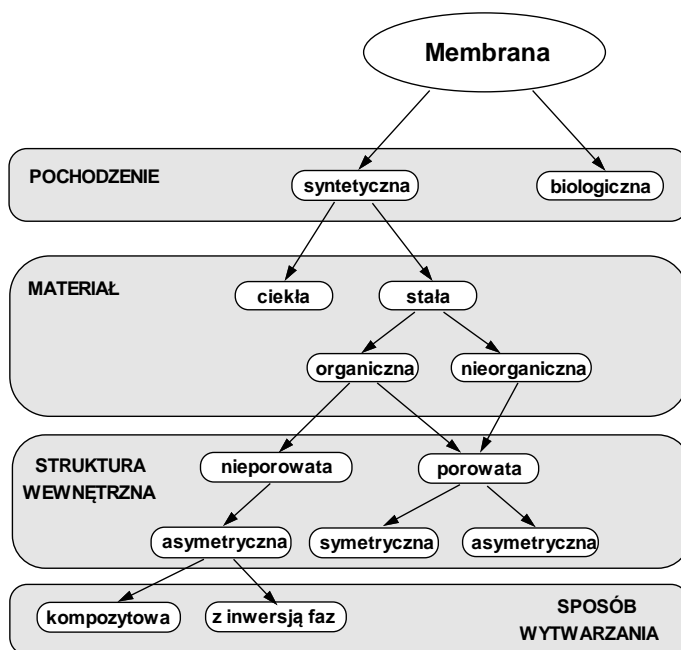 Membrana
POCHODZENIE
syntetyczna
biologiczna
MATERIAŁ
ciekła
stała
organiczna
nieorganiczna
STRUKTURA
WEWNĘTRZNA
nieporowata
porowata
asymetryczna
symetryczna
asymetryczna
kompozytowa
z inwersją faz
SPOSÓB
WYTWARZANIA